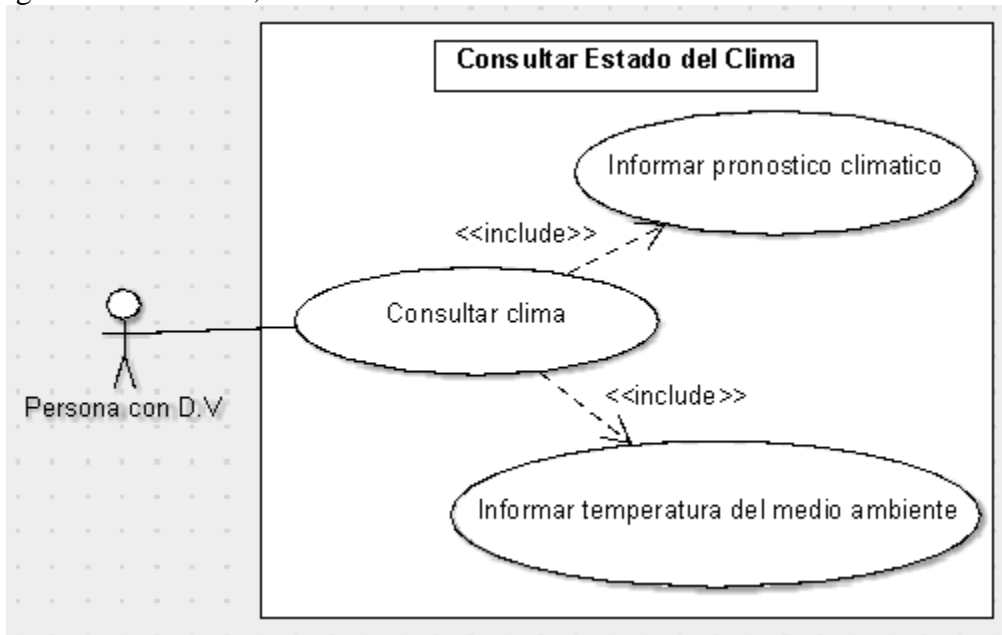 Consultar Estado del Clima
Informar pronostico climatico
<<include>>
Consultar clima
<<include>>
Persona con D.V
Informar temperatura del medio ambiente